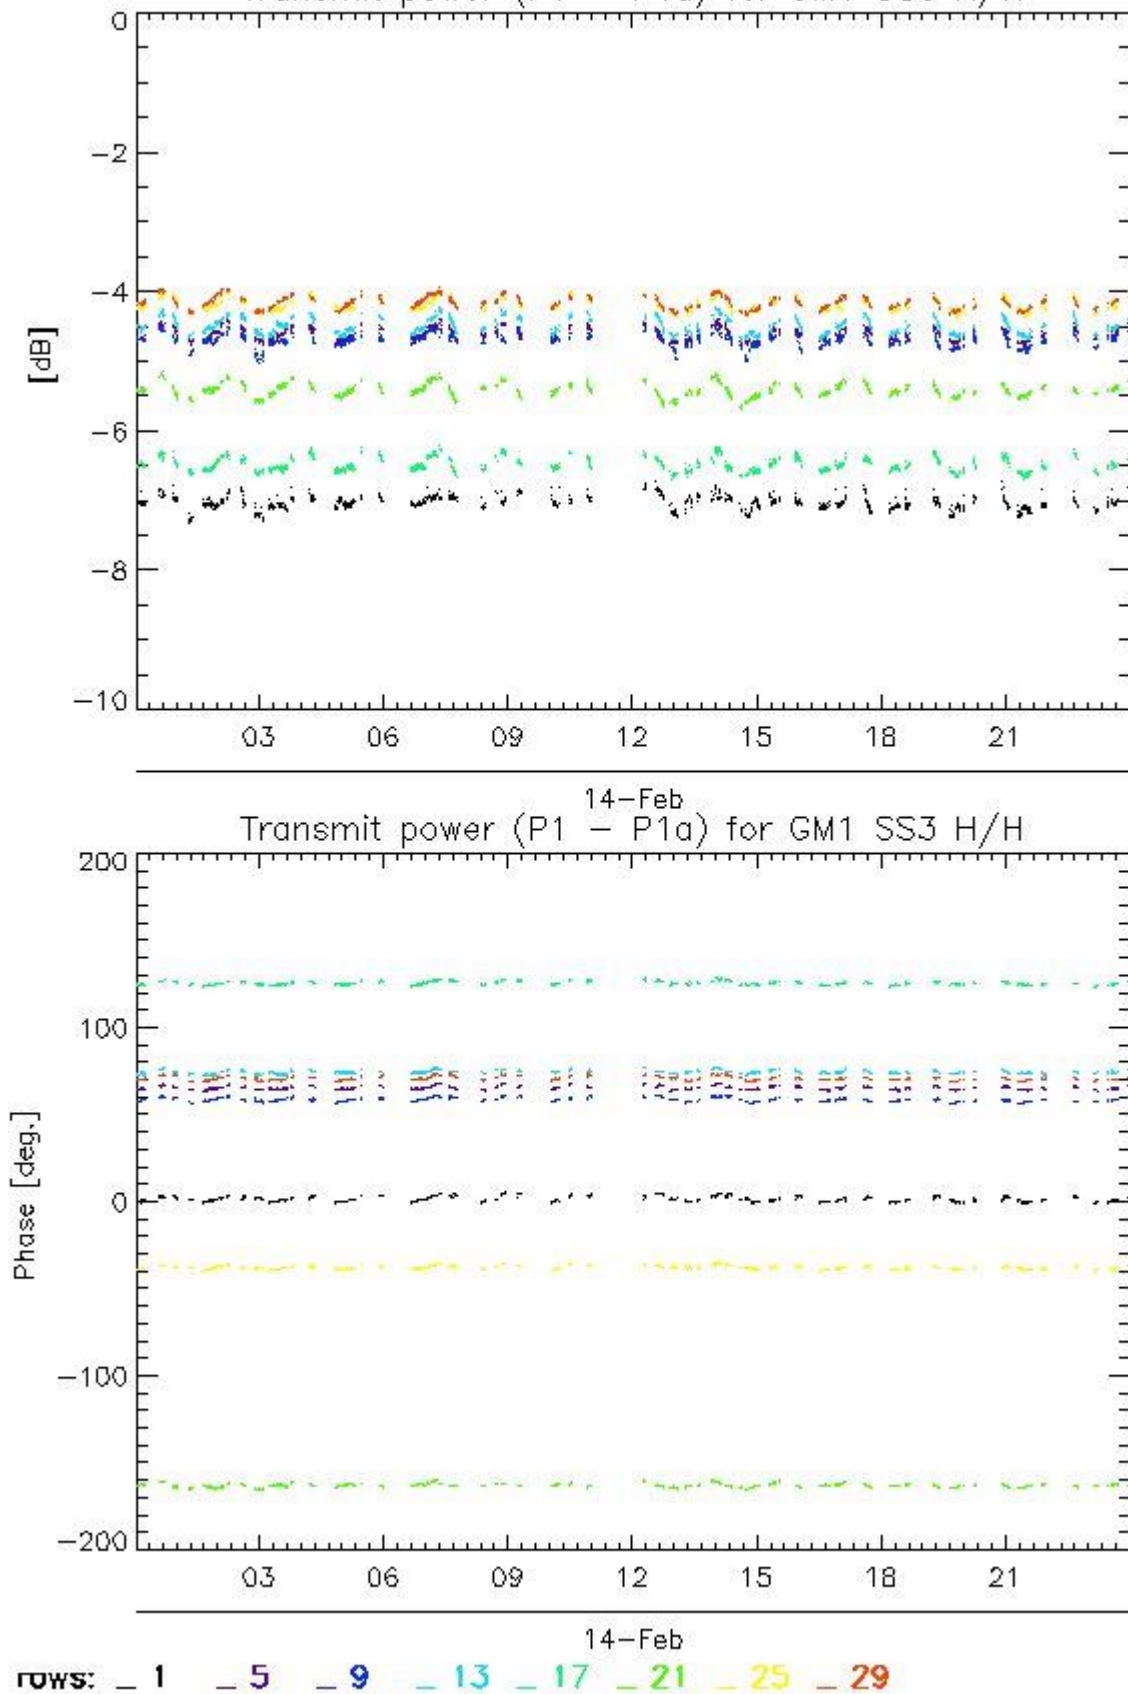 0
-2
-4
-6
-8
-10
[dB]
03 06 09 12 15 18 21
14-Feb
Transmit power (P1 - P1a) for GM1 SS3 H/H
200
100
0
-100
-200
Phase [deg.]
03 06 09 12 15 18 21
14-Feb
rows: _ 1 _ 5 _ 9 _ 13 _ 17 _ 21 _ 25 _ 29